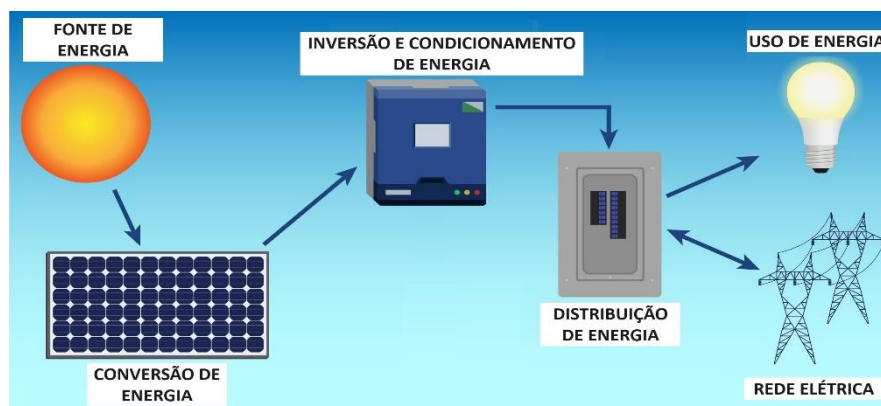 FONTE DE
ENERGIA
INVERSÃO E CONDICIONAMENTO
DE ENERGIA
USO DE ENERGIA
DISTRIBUIÇÃO
DE ENERGIA
CONVERSÃO DE
ENERGIA
REDE ELÉTRICA